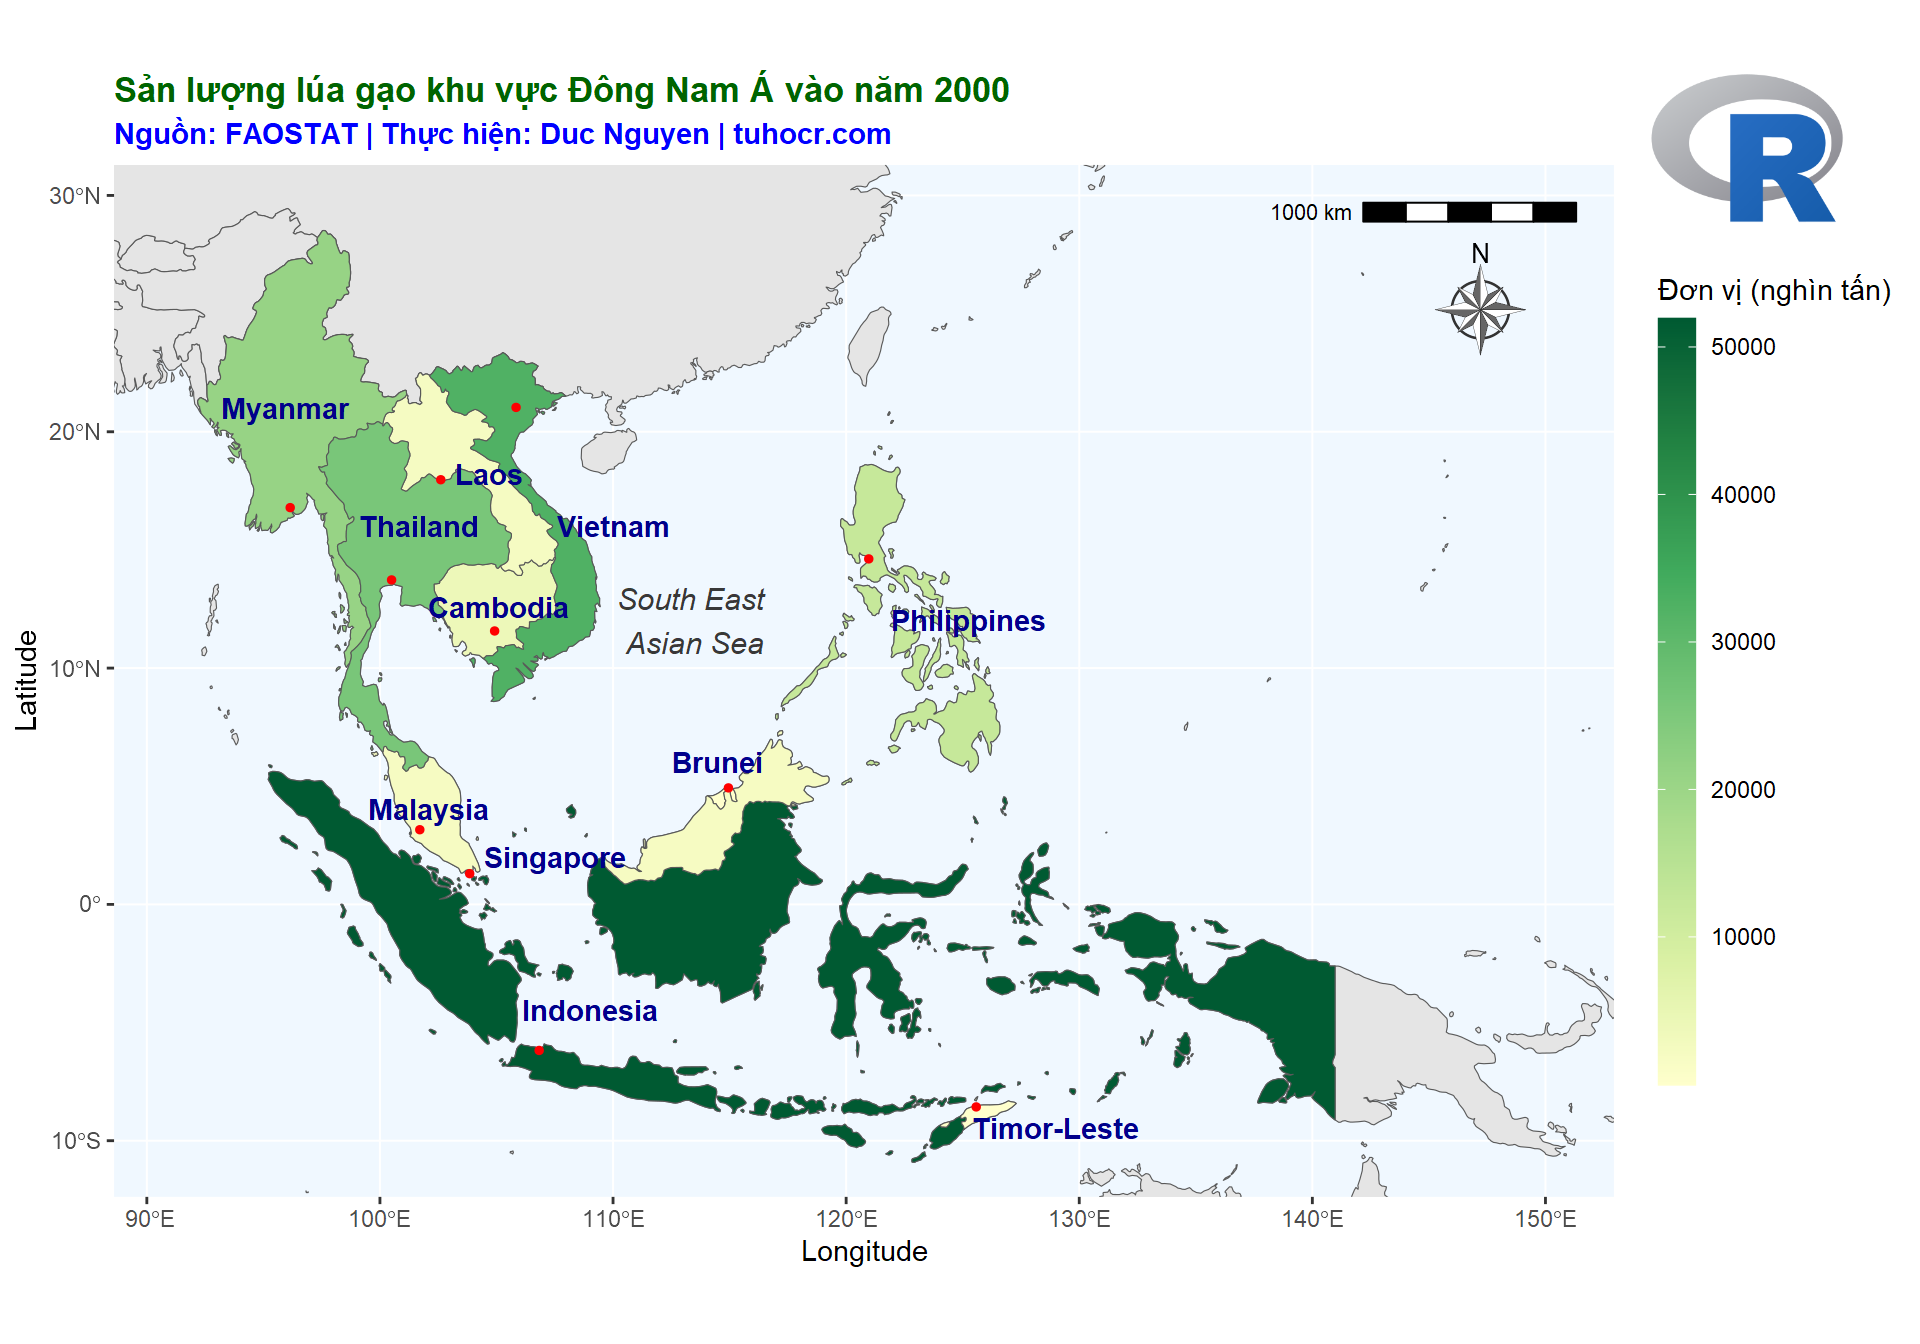 Sản lượng lúa gạo khu vực Đông Nam Á vào năm 2000
Nguồn: FAOSTAT | Thực hiện: Duc Nguyen | tuhocr.com
R
30°N
1000 km
N
Đơn vị (nghìn tấn)
50000
Myanmar
20°N
Laos
40000
Thailand
Vietnam
South East
Cambodia
Philippines
Asian Sea
30000
10°N
Latitude
Brunei
20000
Malaysia
Singapore
0°
10000
Indonesia
Timor-Leste
10°S
90°E 100°E 110°E 120°E 130°E 140°E 150°E
Longitude